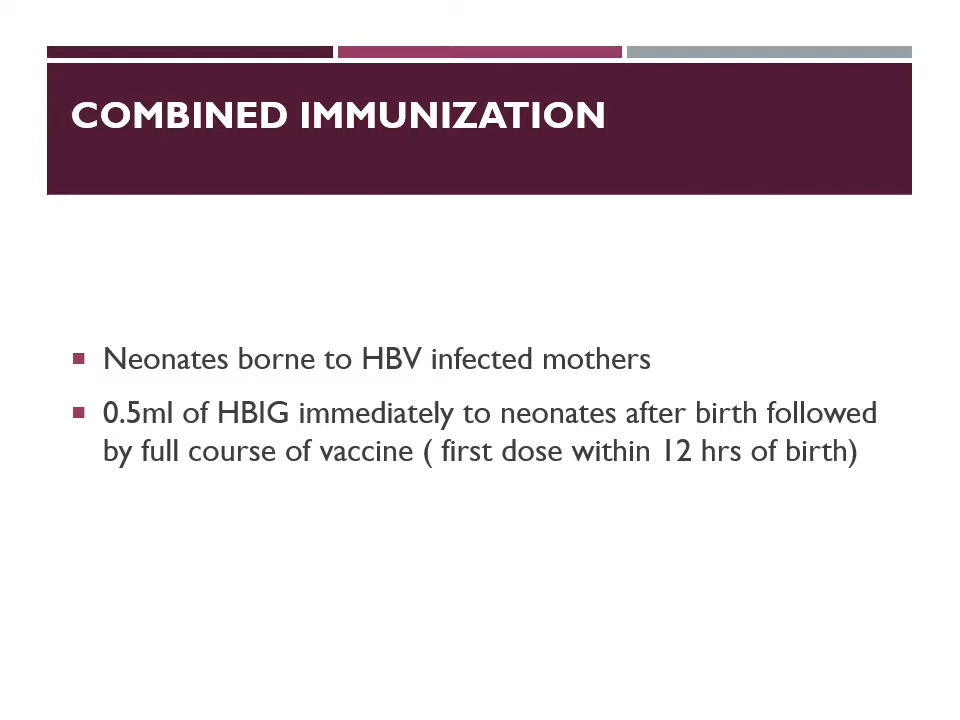 COMBINED IMMUNIZATION
Neonates borne to HBV infected mothers
0.5ml of HBIG immediately to neonates after birth followed
by full course of vaccine ( first dose within 12 hrs of birth)